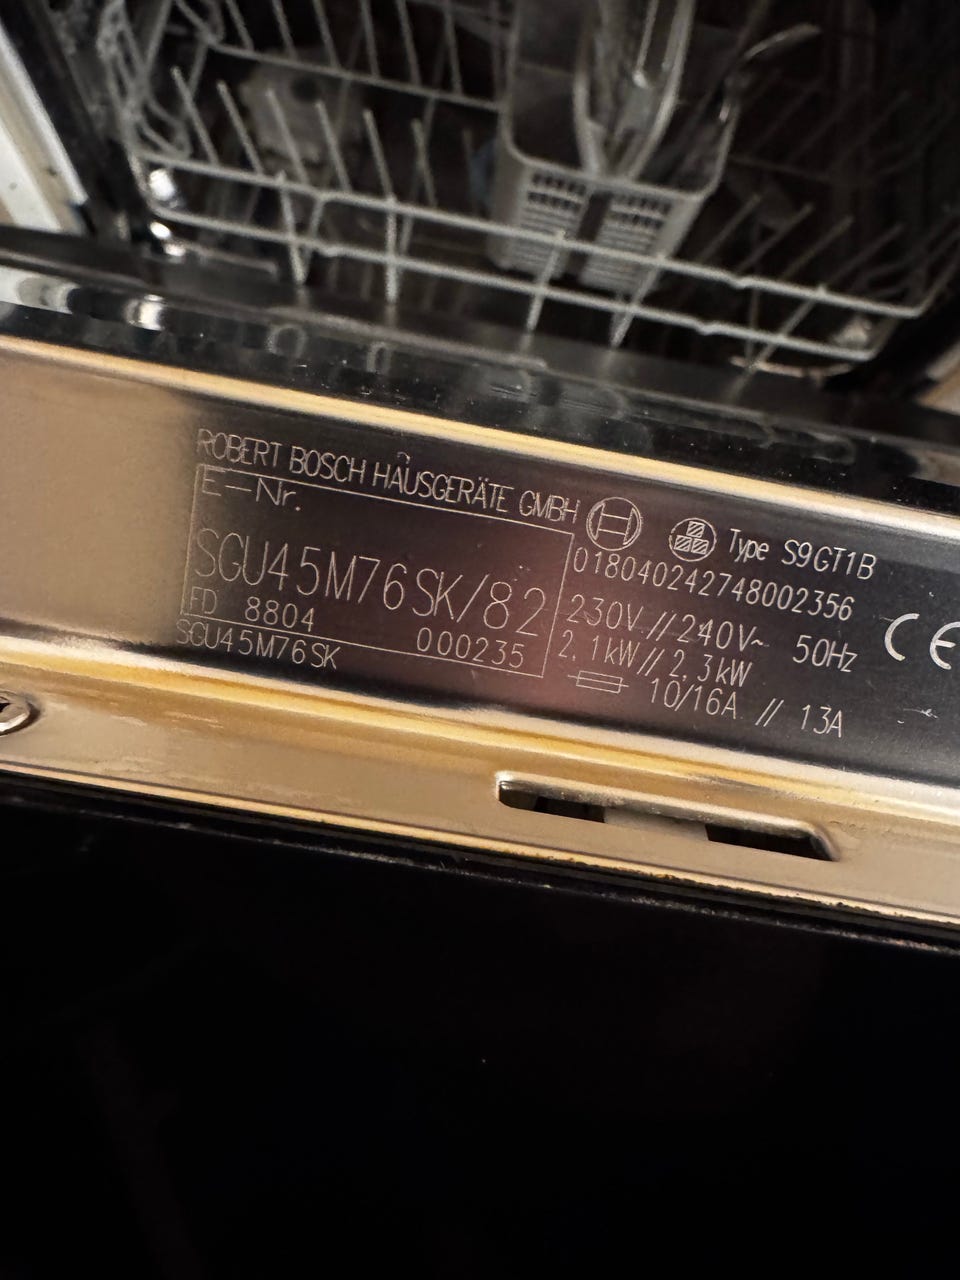 ROBERT BOSCH HAUSGERÄTE GMBH
E-Nr.
SGU45M76SK/82
FD 8804 000235
SGU45M76SK
Type S9GT1B
018040242748002356
230V // 240V~ 50Hz
2,1kW // 2,3kW
10/16A // 13A
CE